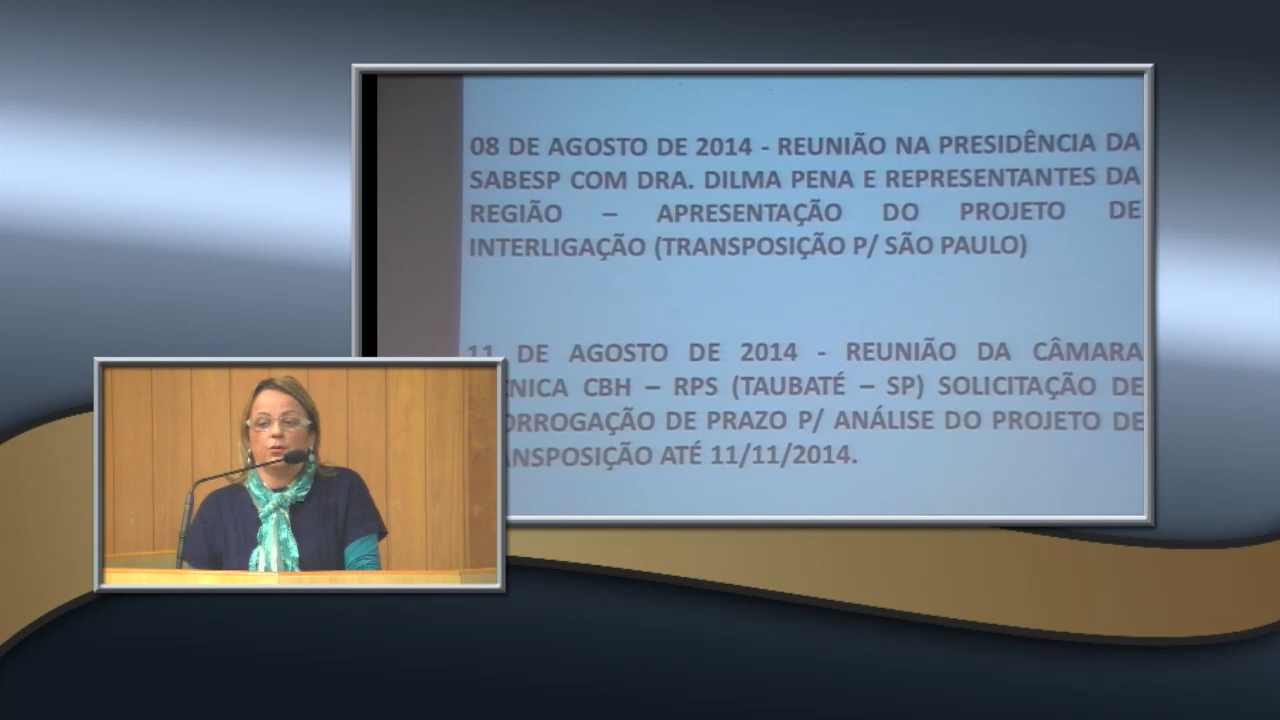 08 DE AGOSTO DE 2014 - REUNIÃO NA PRESIDÊNCIA DA
SABESP COM DRA. DILMA PENA E REPRESENTANTES DA
REGIÃO – APRESENTAÇÃO DO PROJETO DE
INTERLIGAÇÃO (TRANSPOSIÇÃO P/ SÃO PAULO)
11 DE AGOSTO DE 2014 - REUNIÃO DA CÂMARA
CBH – RPS (TAUBATÉ – SP) SOLICITAÇÃO DE
DE PRAZO P/ ANÁLISE DO PROJETO DE
ATÉ 11/11/2014.